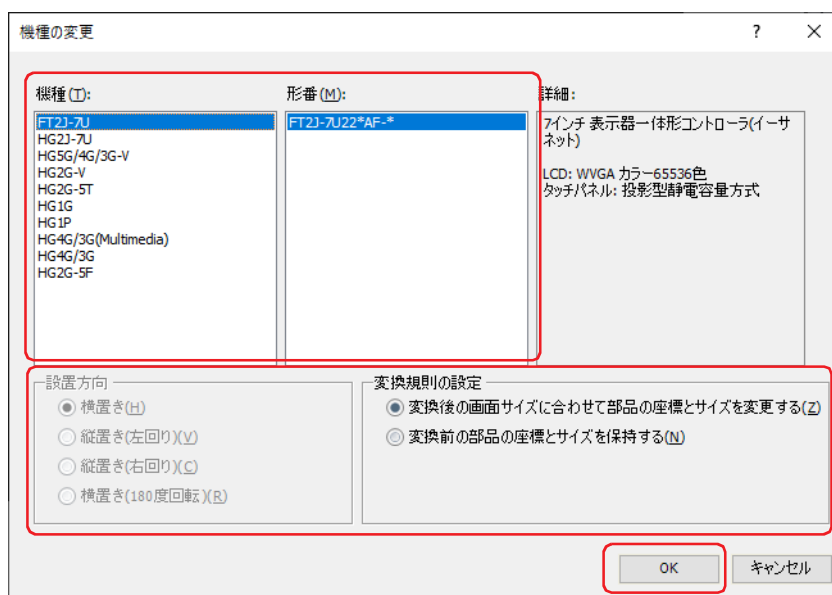 機種の変更
?
機種(T):
形番(M):
詳細:
FT2J-7U
HG2J-7U
HG5G/4G/3G-V
HG2G-V
HG2G-5T
HG1G
HG1P
HG4G/3G(Multimedia)
HG4G/3G
HG2G-5F
FT2J-7U22*AF-*
7インチ 表示器一体形コントローラ(イーサ
ネット)
LCD: WVGA カラー65536色
タッチパネル: 投影型静電容量方式
設置方向
横置き(H)
縦置き(左回り)(V)
縦置き(右回り)(C)
横置き(180度回転)(R)
変換規則の設定
変換後の画面サイズに合わせて部品の座標とサイズを変更する(Z)
変換前の部品の座標とサイズを保持する(N)
OK
キャンセル